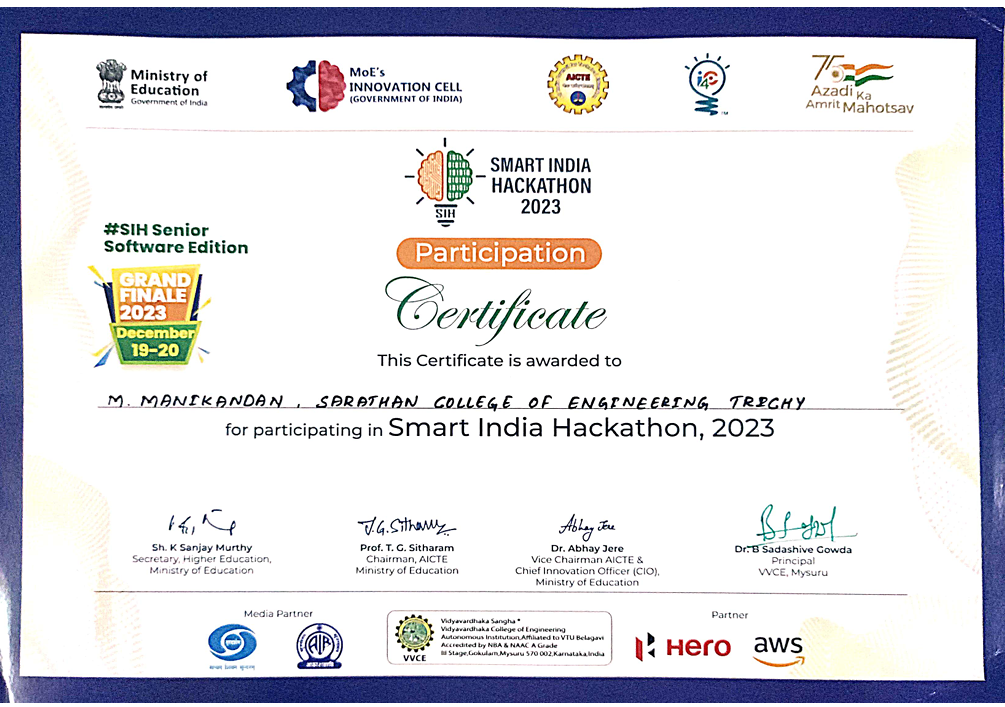 Ministry of
Education
Government of India
MoE's
INNOVATION CELL
(GOVERNMENT OF INDIA)
AICTE
i4C
TM
75
Azadi Ka
Amrit Mahotsav
SIH
SMART INDIA
HACKATHON
2023
#SIH Senior
Software Edition
GRAND
FINALE
2023
December
19-20
Participation
Certificate
This Certificate is awarded to
M. MANIKANDAN, SARATHAN COLLEGE OF ENGINEERING TRICHY
for participating in Smart India Hackathon, 2023
J.G.Sitharam
Abhay Jere
Sh. K Sanjay Murthy
Secretary, Higher Education,
Ministry of Education
Prof. T. G. Sitharam
Chairman, AICTE
Ministry of Education
Dr. Abhay Jere
Vice Chairman AICTE &
Chief Innovation Officer (CIO),
Ministry of Education
Dr. B Sadashive Gowda
Principal
VVCE, Mysuru
Media Partner
AIR
VVCE
Vidyavardhaka Sangha ®
Vidyavardhaka College of Engineering
Autonomous Institution,Affiliated to VTU Belagavi
Accredited by NBA & NAAC A Grade
III Stage,Gokulam,Mysuru 570 002,Karnataka,India
Partner
Hero
aws